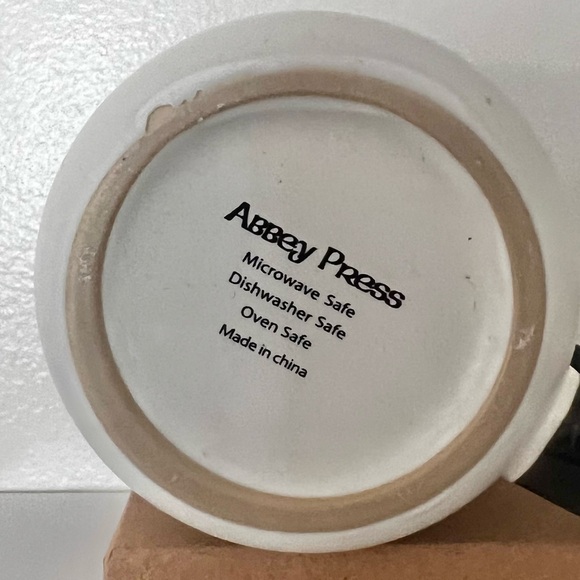 Abbey Press
Microwave Safe
Dishwasher Safe
Oven Safe
Made in china